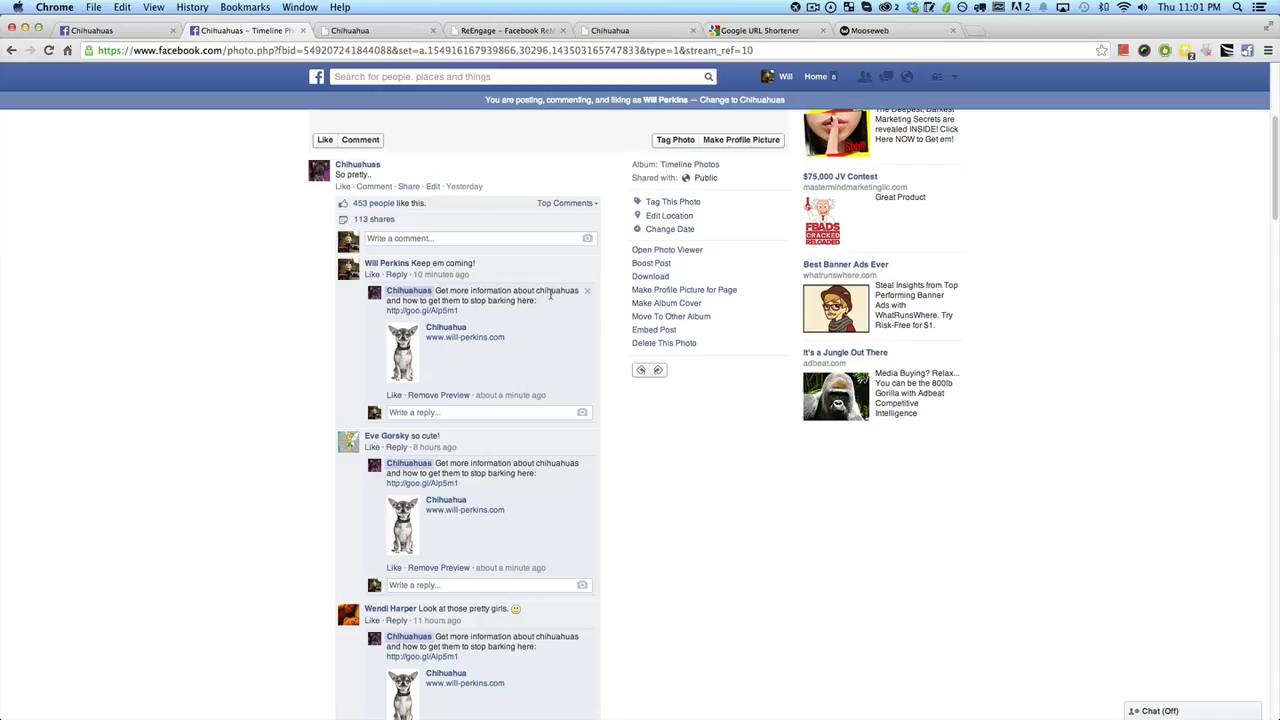 Chrome File Edit View History Bookmarks Window Help
Thu 11:01 PM
Chihuahuas
Chihuahuas – Timeline Ph
Chihuahua
ReEngage – Facebook ReM
Chihuahua
Google URL Shortener
Mooseweb
https://www.facebook.com/photo.php?fbid=549207241844088&set=a.154916167939866.30296.143503165747833&type=1&stream_ref=10
Search for people, places and things
Will Home 8
You are posting, commenting, and liking as Will Perkins — Change to Chihuahuas
Like Comment
Tag Photo Make Profile Picture
Chihuahuas
So pretty..
Like · Comment · Share · Edit · Yesterday
453 people like this.
Top Comments
113 shares
Write a comment...
Will Perkins Keep em coming!
Like · Reply · 10 minutes ago
Chihuahuas Get more information about chihuahuas
and how to get them to stop barking here:
http://goo.gl/Alp5m1
Chihuahua
www.will-perkins.com
Like · Remove Preview · about a minute ago
Write a reply...
Eve Gorsky so cute!
Like · Reply · 8 hours ago
Chihuahuas Get more information about chihuahuas
and how to get them to stop barking here:
http://goo.gl/Alp5m1
Chihuahua
www.will-perkins.com
Like · Remove Preview · about a minute ago
Write a reply...
Wendi Harper Look at those pretty girls.
Like · Reply · 11 hours ago
Chihuahuas Get more information about chihuahuas
and how to get them to stop barking here:
http://goo.gl/Alp5m1
Chihuahua
www.will-perkins.com
Album: Timeline Photos
Shared with: Public
Tag This Photo
Edit Location
Change Date
Open Photo Viewer
Boost Post
Download
Make Profile Picture for Page
Make Album Cover
Move To Other Album
Embed Post
Delete This Photo
The Deepest, Darkest
Marketing Secrets are
revealed INSIDE! Click
Here NOW to Get em!
$75,000 JV Contest
mastermindmarketingllc.com
Great Product
FBADS
CRACKED
RELOADED
Best Banner Ads Ever
whatrunswhere.com
Steal Insights from Top
Performing Banner
Ads with
WhatRunsWhere. Try
Risk-Free for $1.
It's a Jungle Out There
adbeat.com
Media Buying? Relax...
You can be the 800lb
Gorilla with Adbeat
Competitive
Intelligence
Chat (Off)